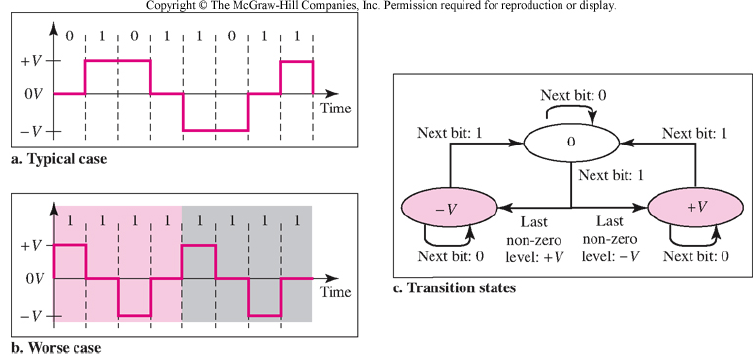 Copyright © The McGraw-Hill Companies, Inc. Permission required for reproduction or display.
0 1 0 1 1 0 1 1
+V
0V
Time
−V
a. Typical case
1 1 1 1 1 1 1 1
+V
0V
Time
−V
b. Worse case
Next bit: 0
Next bit: 1
0
Next bit: 1
Next bit: 1
−V
+V
Last
non-zero
level: +V
Last
non-zero
level: −V
Next bit: 0
Next bit: 0
c. Transition states